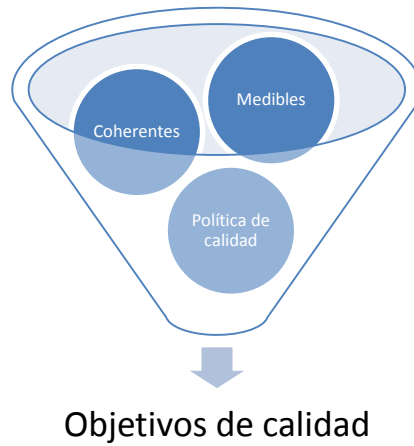 Medibles
Coherentes
Política de
calidad
Objetivos de calidad